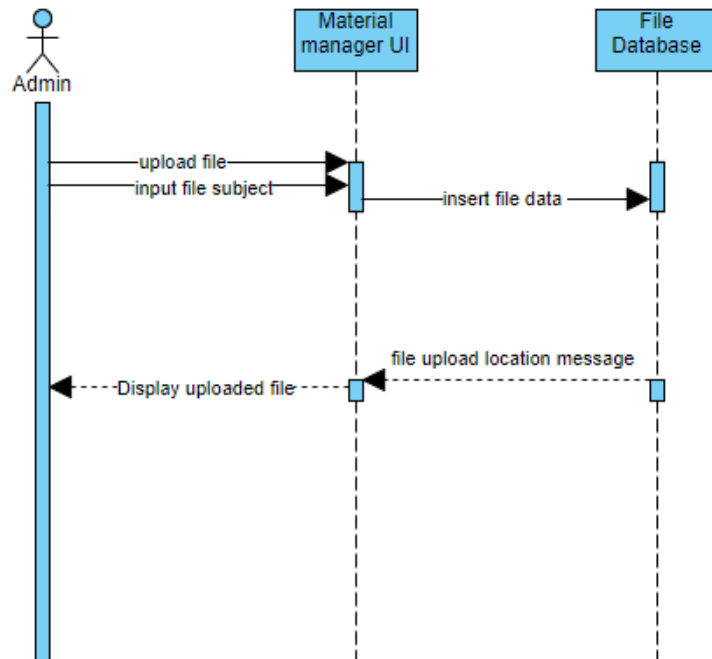 Admin
Material
manager UI
File
Database
upload file
input file subject
insert file data
file upload location message
Display uploaded file